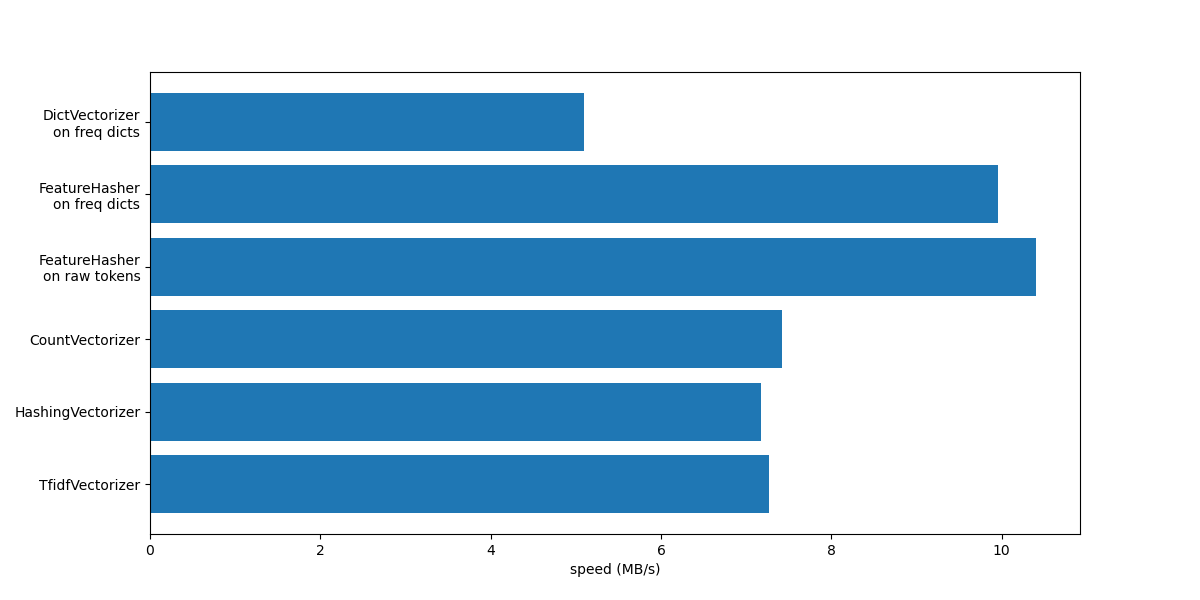 DictVectorizer
on freq dicts
FeatureHasher
on freq dicts
FeatureHasher
on raw tokens
CountVectorizer
HashingVectorizer
TfidfVectorizer
0 2 4 6 8 10
speed (MB/s)